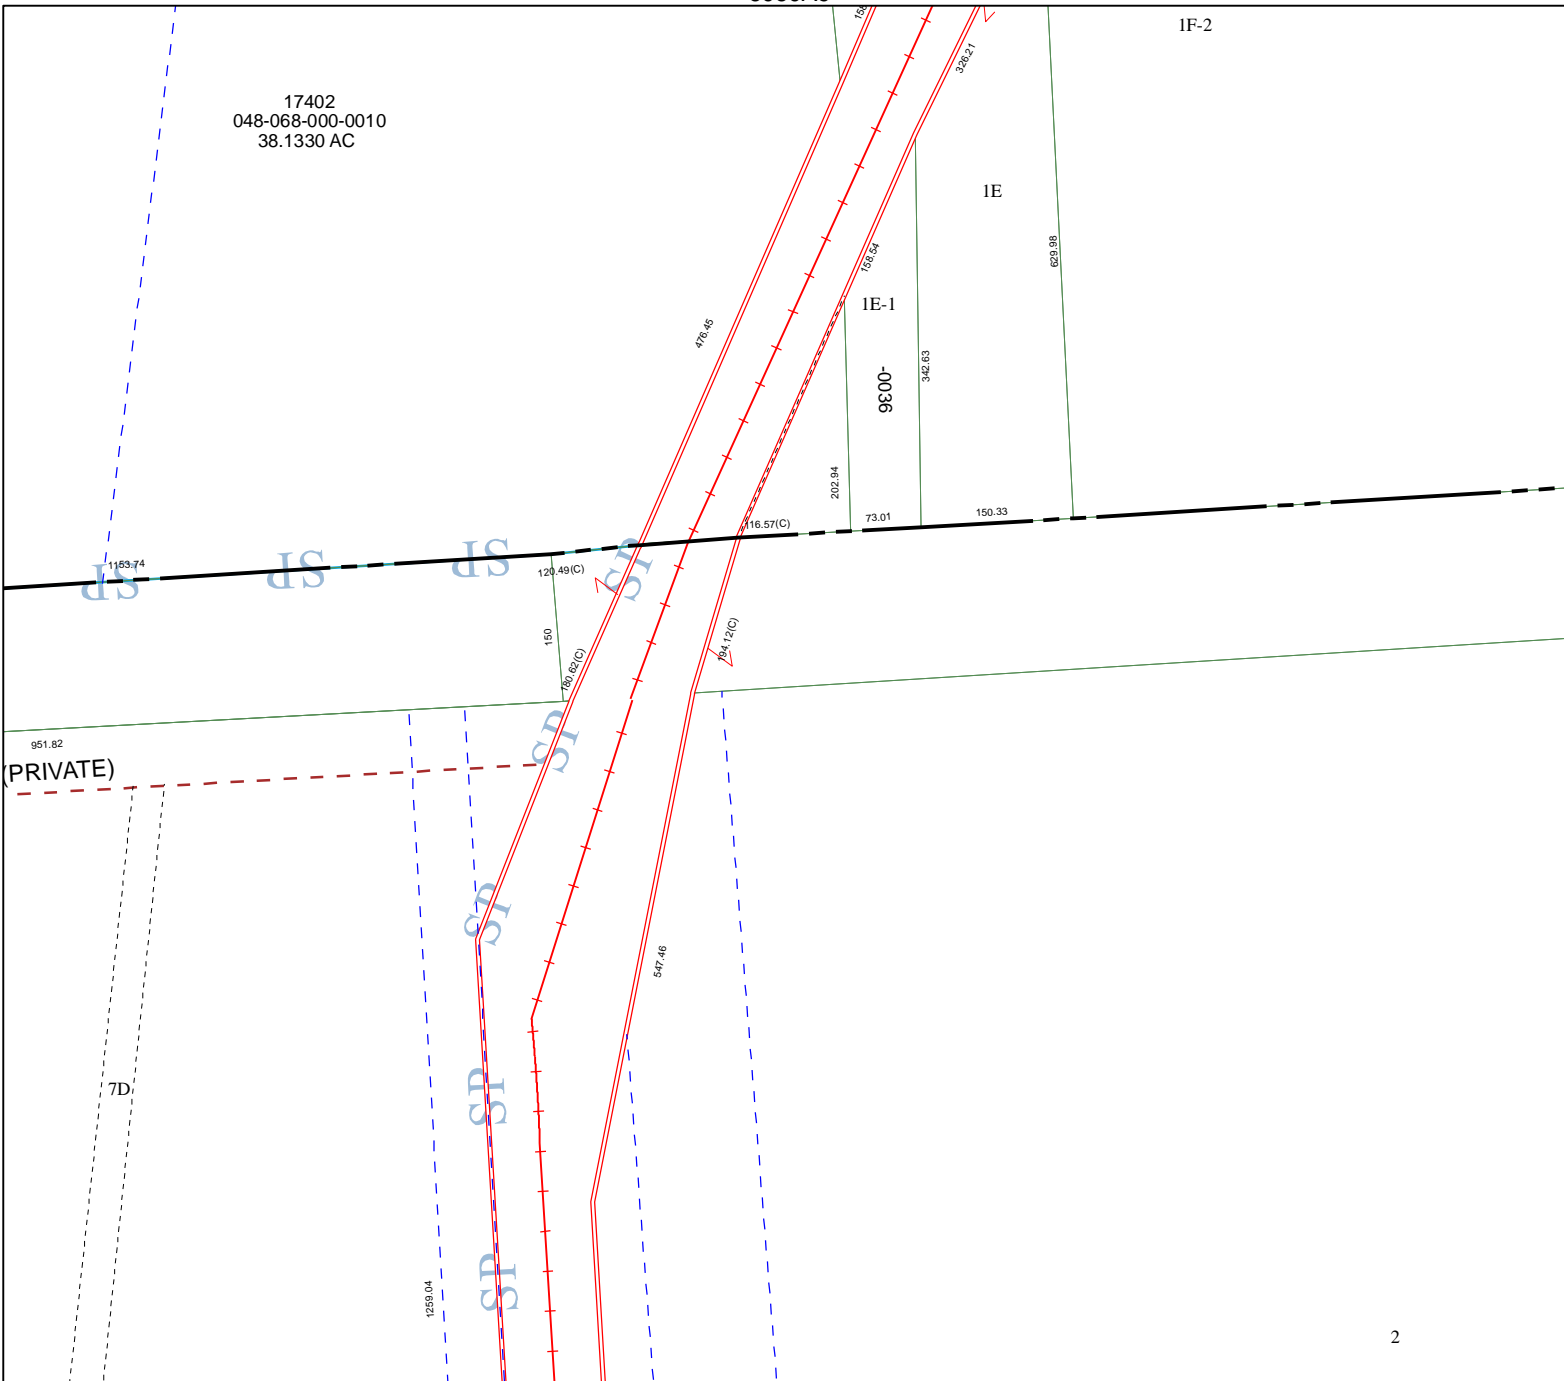 158
326.21
1F-2
17402
048-068-000-0010
38.1330 AC
1E
158.54
629.98
1E-1
476.45
342.63
-0036
202.94
116.57(C)
73.01
150.33
1153.74
SP
SP
SP
SP
120.49(C)
150
194.12(C)
180.62(C)
951.82
SP
(PRIVATE)
SP
547.46
7D
SP
SP
1259.04
2